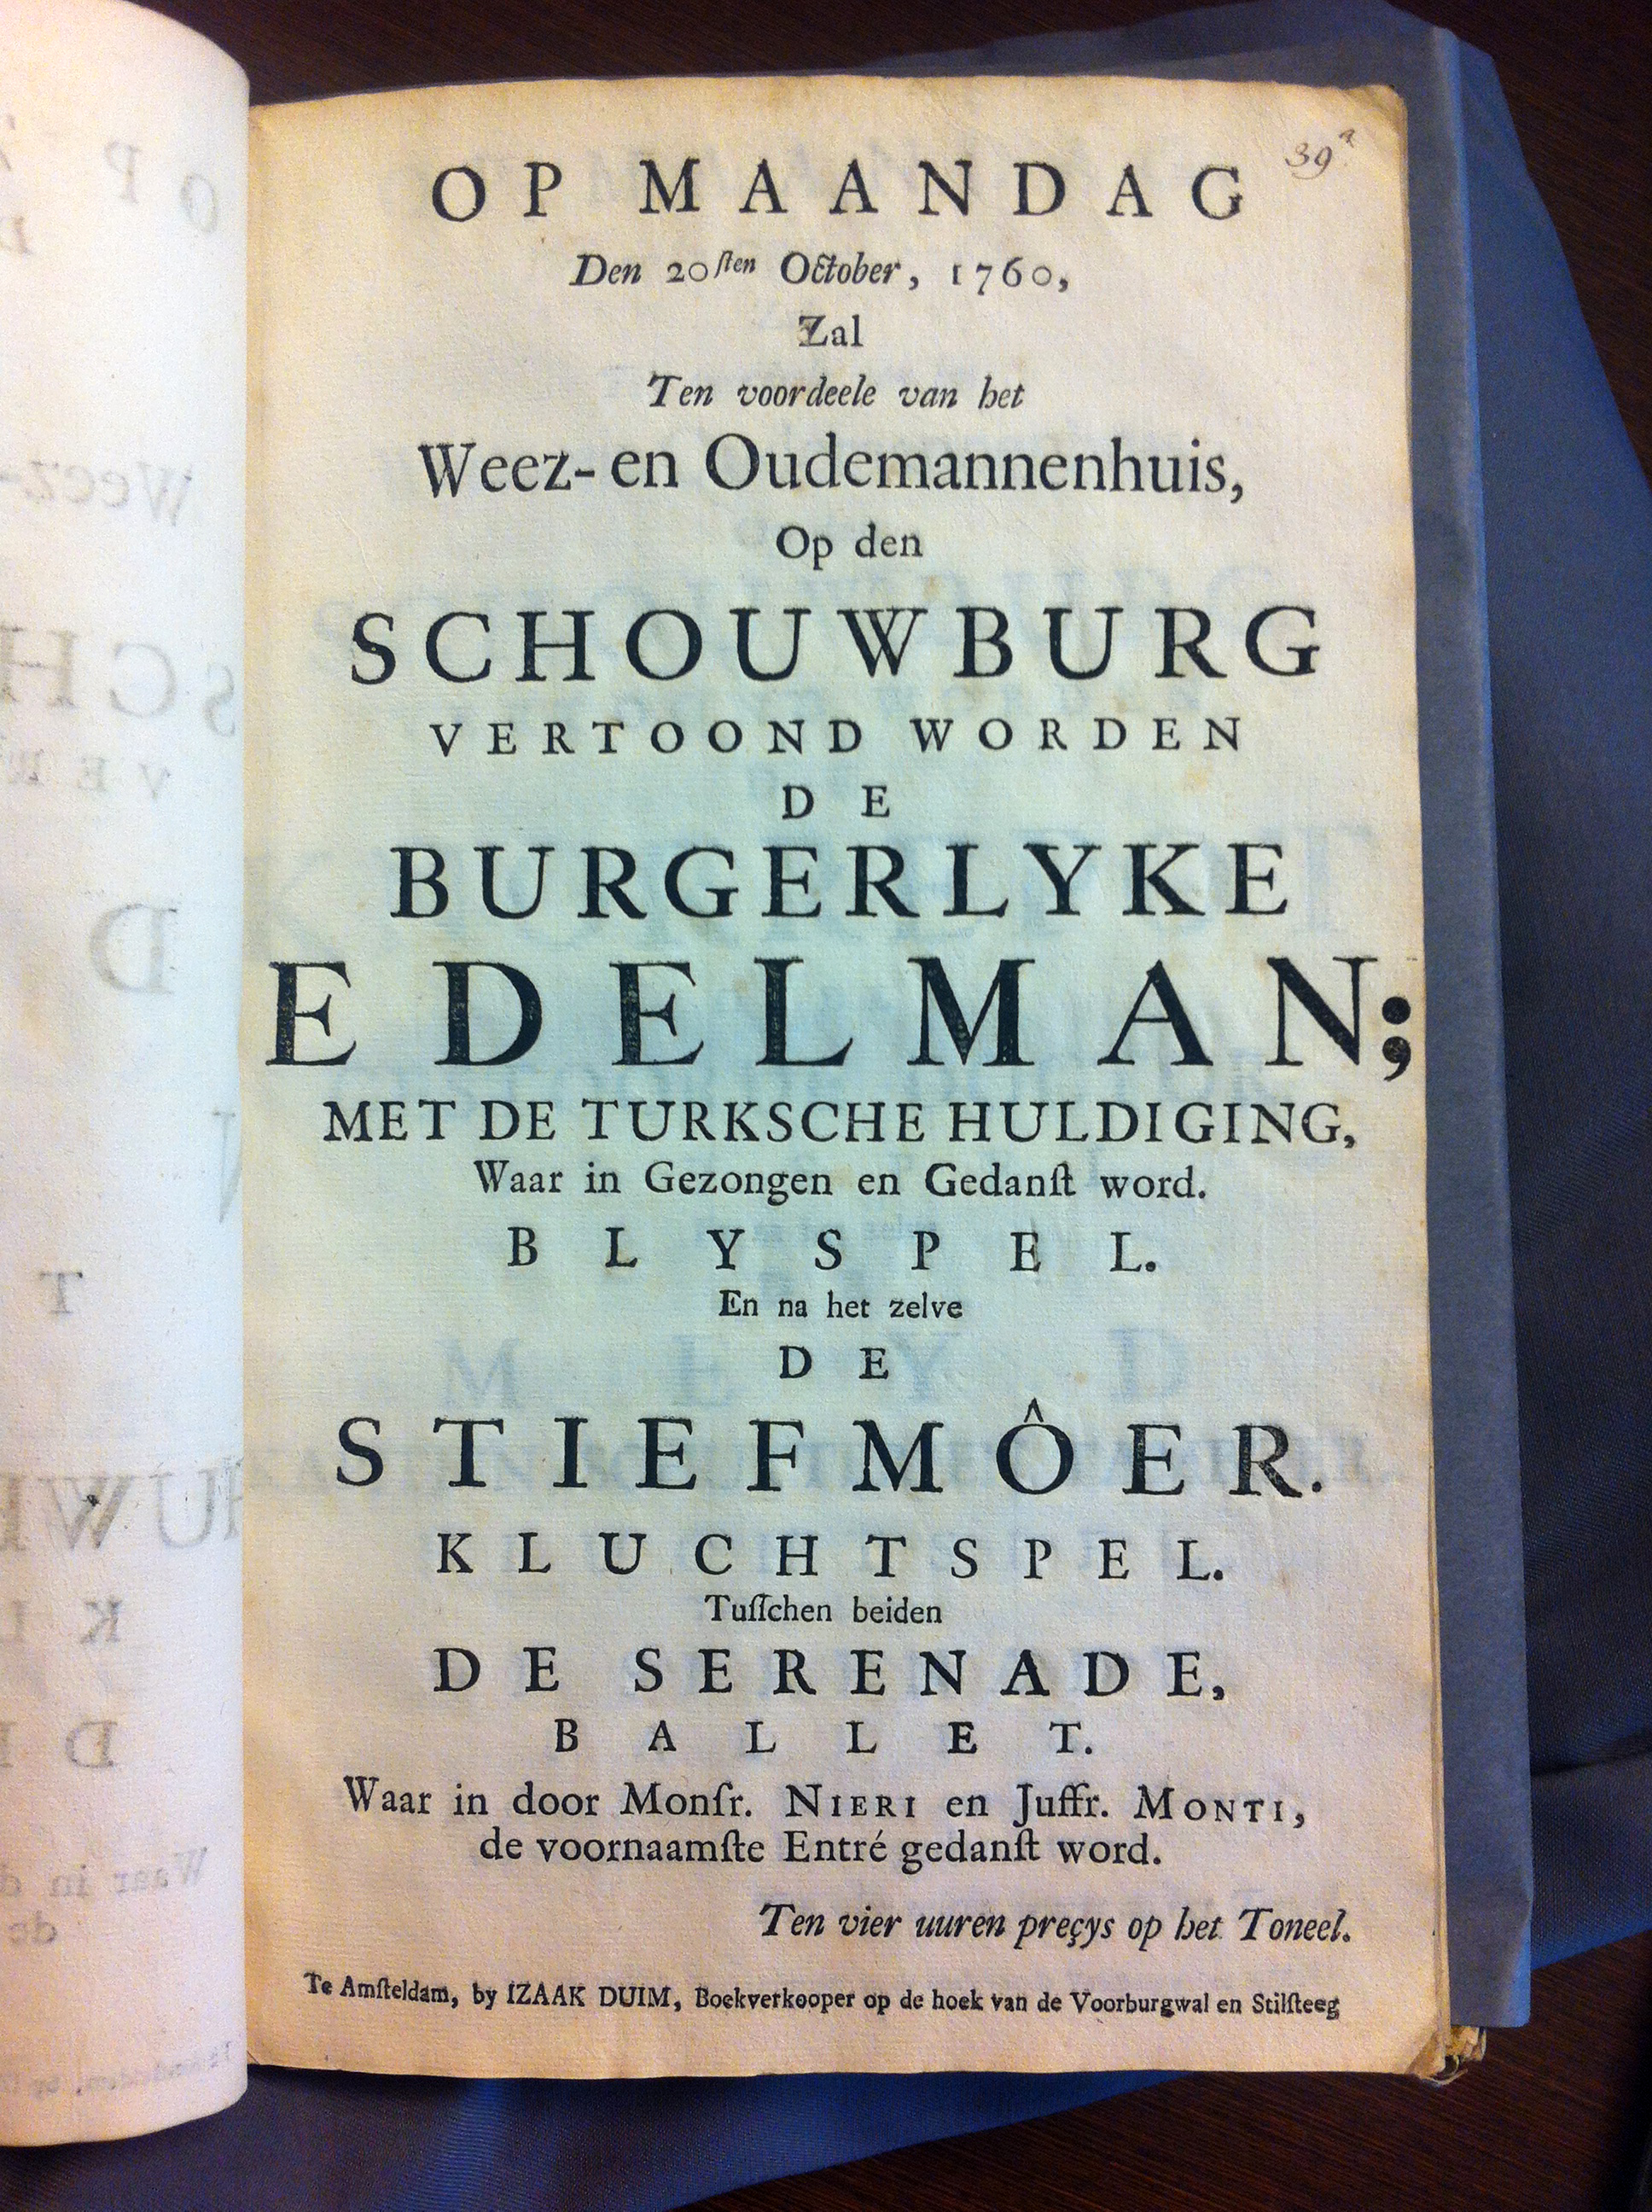 39a
OP MAANDAG
Den 20ſten October, 1760,
Zal
Ten voordeele van het
Weez- en Oudemannenhuis,
Op den
SCHOUWBURG
VERTOOND WORDEN
DE
BURGERLYKE
EDELMAN;
MET DE TURKSCHE HULDIGING,
Waar in Gezongen en Gedanſt word.
BLYSPEL.
En na het zelve
DE
STIEFMÔER.
KLUCHTSPEL.
Tuſſchen beiden
DE SERENADE,
BALLET.
Waar in door Monſr. NIERI en Juffr. MONTI,
de voornaamſte Entré gedanſt word.
Ten vier uuren preçys op het Toneel.
Te Amſteldam, by IZAAK DUIM, Boekverkooper op de hoek van de Voorburgwal en Stilſteeg